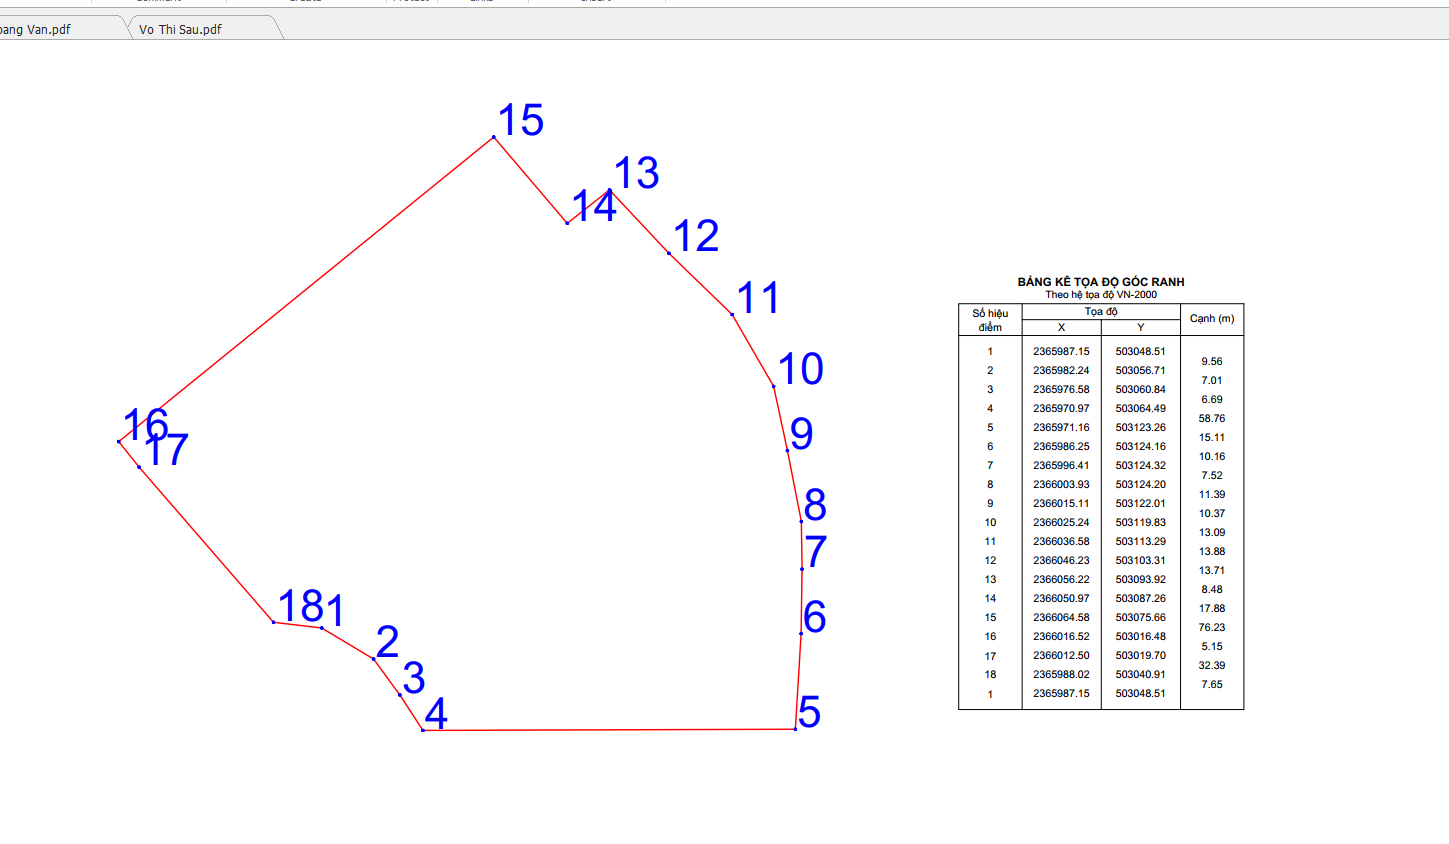 oang Van.pdf
Vo Thi Sau.pdf
15
13
14
12
11
10
16
9
17
8
7
18
1
6
2
3
4
5
BẢNG KÊ TỌA ĐỘ GÓC RANH
Theo hệ tọa độ VN-2000
Số hiệu điểm Tọa độ Cạnh (m)
X Y
1 2365987.15 503048.51
9.56
2 2365982.24 503056.71
7.01
3 2365976.58 503060.84
6.69
4 2365970.97 503064.49
58.76
5 2365971.16 503123.26
15.11
6 2365986.25 503124.16
10.16
7 2365996.41 503124.32
7.52
8 2366003.93 503124.20
11.39
9 2366015.11 503122.01
10.37
10 2366025.24 503119.83
13.09
11 2366036.58 503113.29
13.88
12 2366046.23 503103.31
13.71
13 2366056.22 503093.92
8.48
14 2366050.97 503087.26
17.88
15 2366064.58 503075.66
76.23
16 2366016.52 503016.48
5.15
17 2366012.50 503019.70
32.39
18 2365988.02 503040.91
7.65
1 2365987.15 503048.51